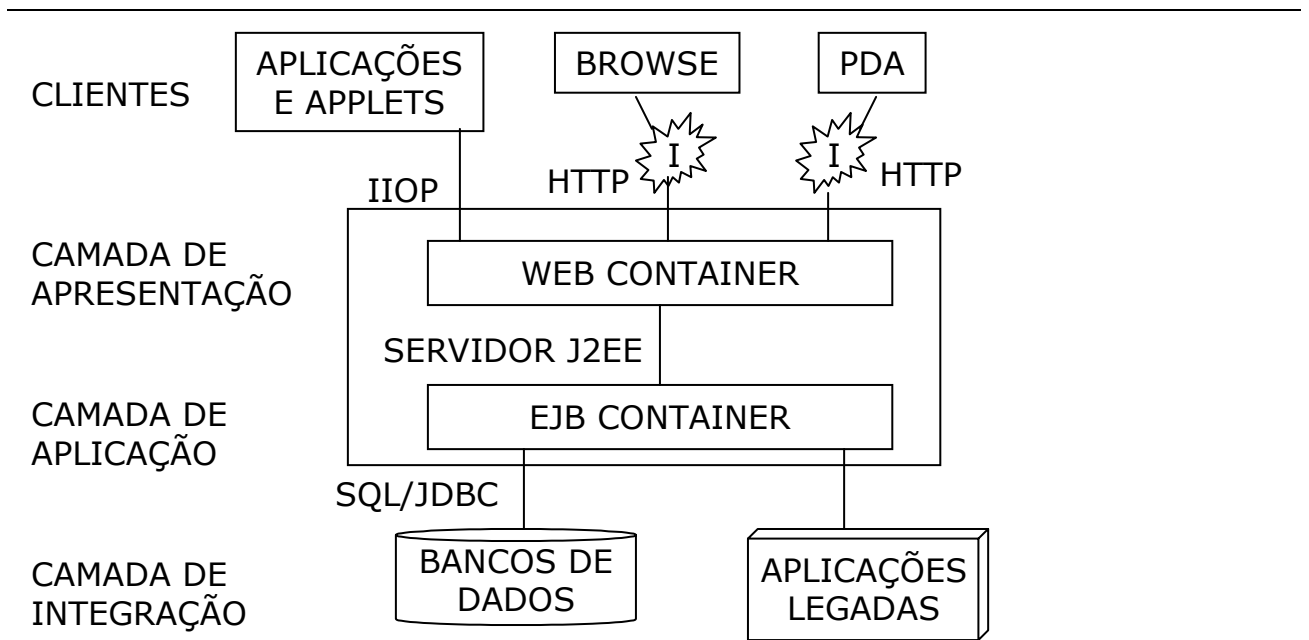 APLICAÇÕES
E APPLETS
BROWSE
PDA
CLIENTES
I
I
IIOP
HTTP
HTTP
CAMADA DE
APRESENTAÇÃO
WEB CONTAINER
SERVIDOR J2EE
CAMADA DE
APLICAÇÃO
EJB CONTAINER
SQL/JDBC
CAMADA DE
INTEGRAÇÃO
BANCOS DE
DADOS
APLICAÇÕES
LEGADAS